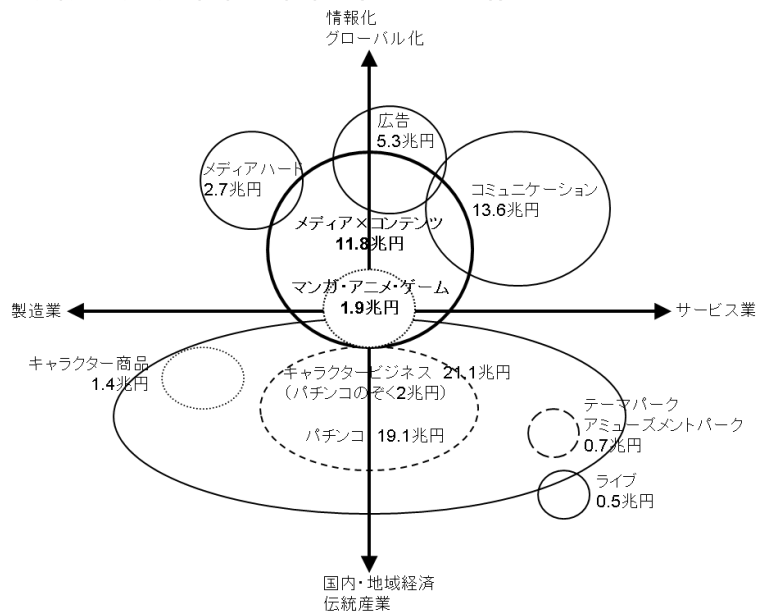 情報化
グローバル化
広告
5.3兆円
メディアハード
2.7兆円
コミュニケーション
13.6兆円
メディア×コンテンツ
11.8兆円
マンガ・アニメ・ゲーム
1.9兆円
製造業
サービス業
キャラクター商品
1.4兆円
キャラクタービジネス 21.1兆円
（パチンコのぞく2兆円）
パチンコ 19.1兆円
テーマパーク
アミューズメントパーク
0.7兆円
ライブ
0.5兆円
国内・地域経済
伝統産業